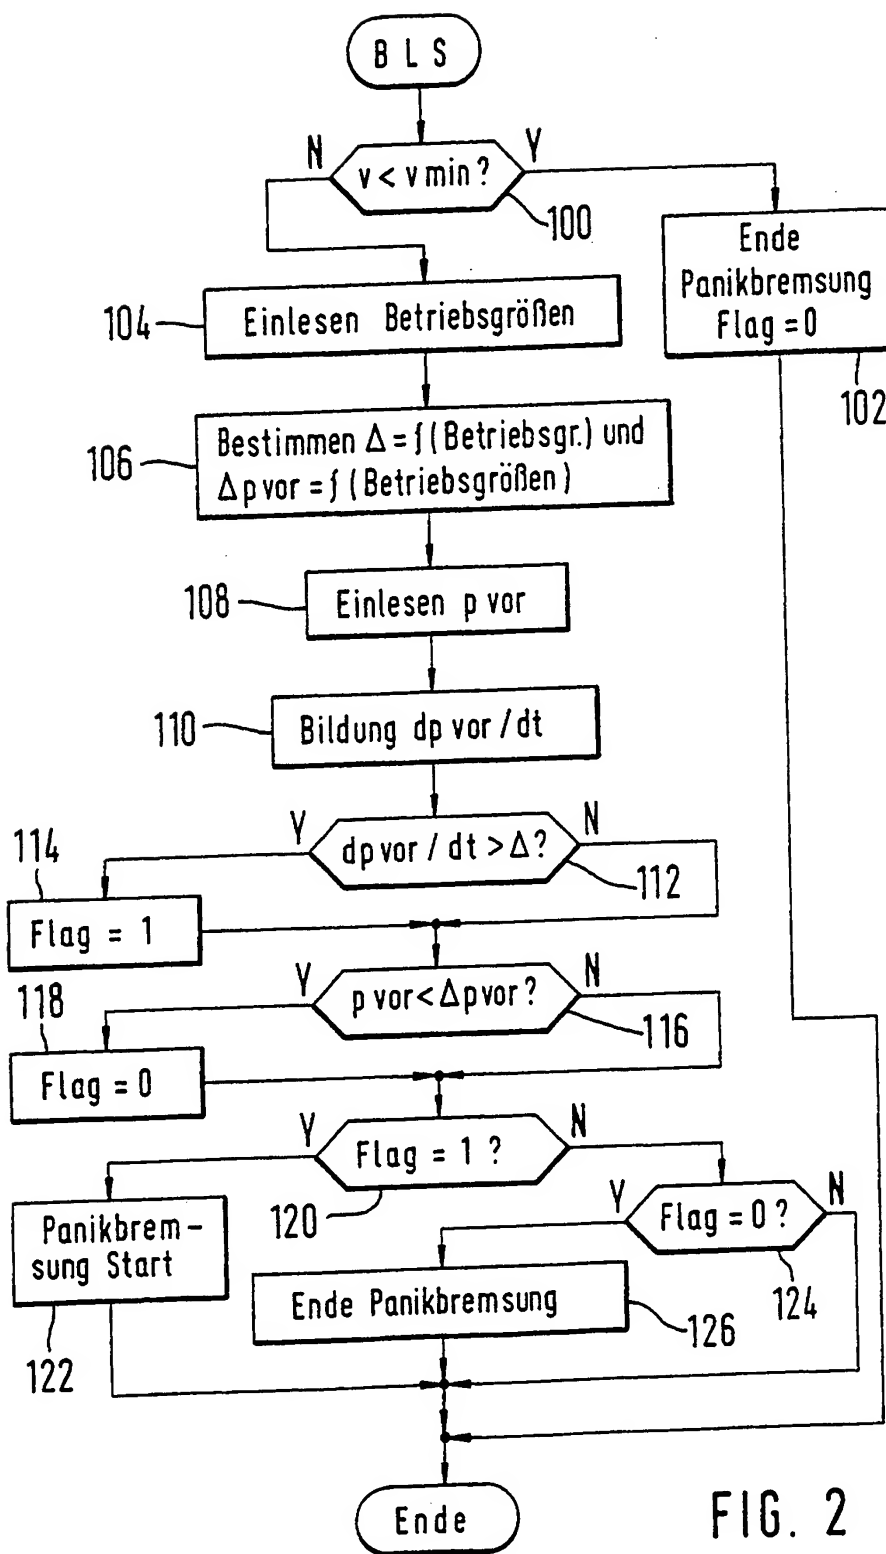 BLS
N
Y
v < v min ?
100
Ende
Panikbremsung
Flag = 0
102
104
Einlesen Betriebsgrößen
106
Bestimmen Δ = f (Betriebsgr.) und
Δ p vor = f (Betriebsgrößen)
108
Einlesen p vor
110
Bildung dp vor / dt
Y
N
dp vor / dt > Δ ?
112
114
Flag = 1
Y
N
p vor < Δ p vor ?
116
118
Flag = 0
Y
N
Flag = 1 ?
120
Y
N
Flag = 0 ?
124
Panikbrem-
sung Start
122
Ende Panikbremsung
126
Ende
FIG. 2